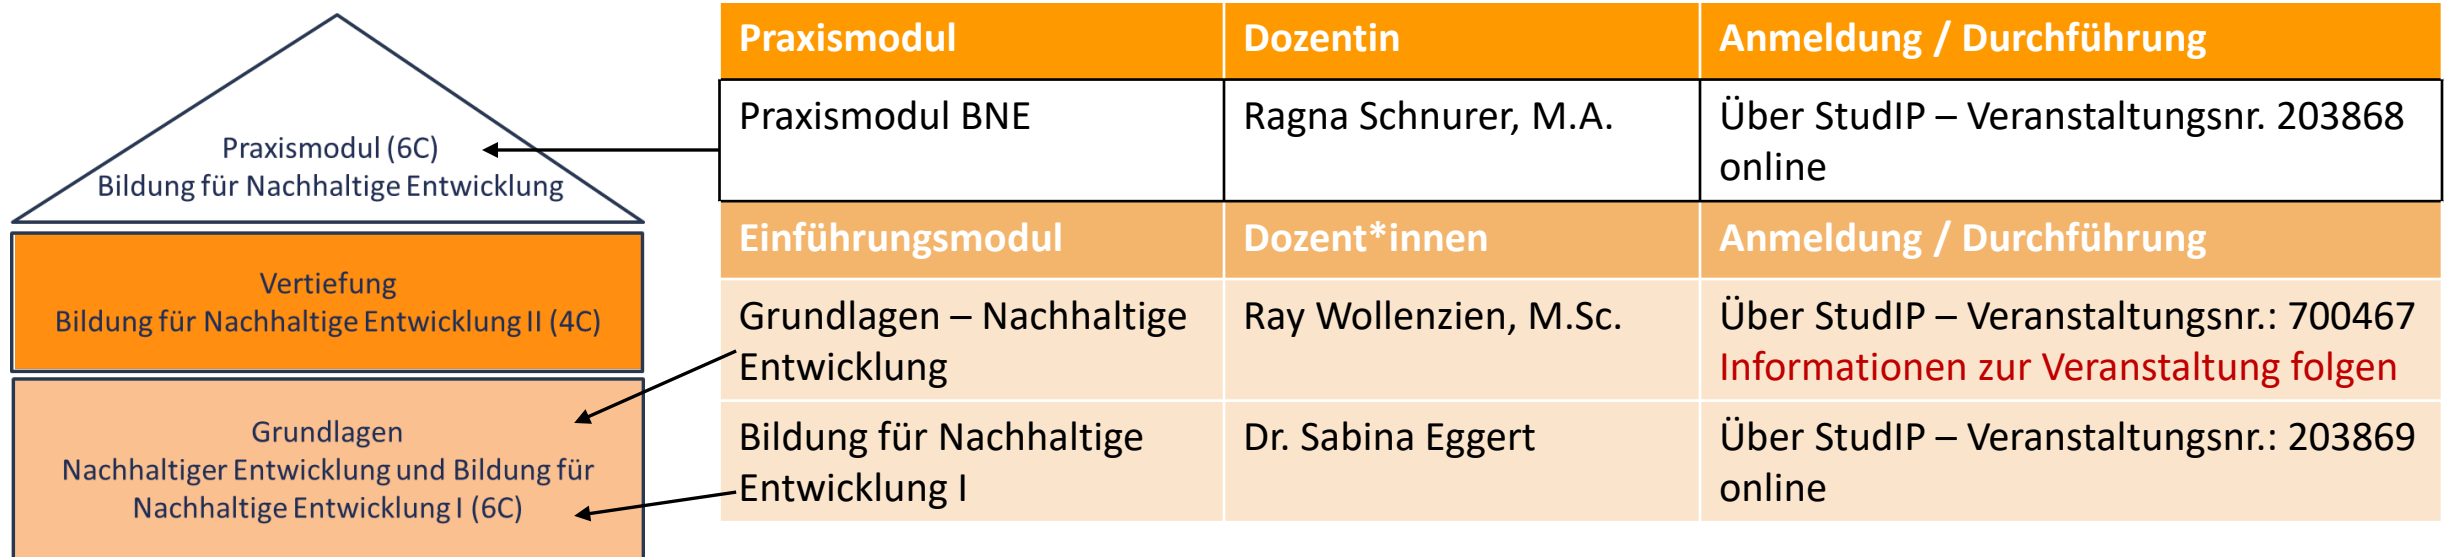 Praxismodul (6C)
Bildung für Nachhaltige Entwicklung
Vertiefung
Bildung für Nachhaltige Entwicklung II (4C)
Grundlagen
Nachhaltiger Entwicklung und Bildung für
Nachhaltige Entwicklung I (6C)
Praxismodul Dozentin Anmeldung / Durchführung
Praxismodul BNE Ragna Schnurer, M.A. Über StudIP – Veranstaltungsnr. 203868
online
Einführungsmodul Dozent*innen Anmeldung / Durchführung
Grundlagen – Nachhaltige Ray Wollenzien, M.Sc. Über StudIP – Veranstaltungsnr.: 700467
Entwicklung Informationen zur Veranstaltung folgen
Bildung für Nachhaltige Dr. Sabina Eggert Über StudIP – Veranstaltungsnr.: 203869
Entwicklung I online